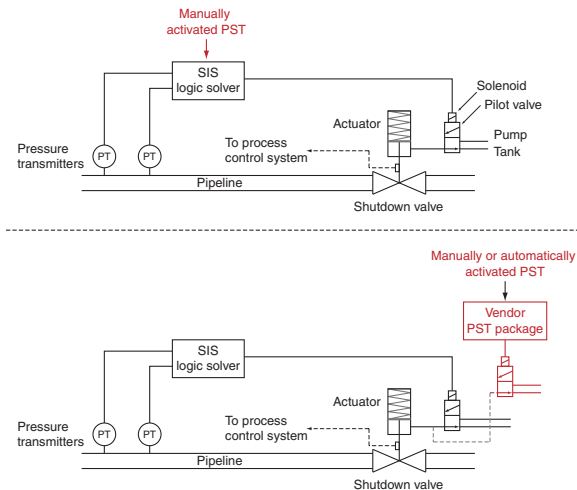 Manually
activated PST
SIS
logic solver
Solenoid
Pilot valve
Actuator
Pump
Tank
To process
control system
Pressure
transmitters
PT
PT
Pipeline
Shutdown valve
Manually or automatically
activated PST
Vendor
PST package
SIS
logic solver
Actuator
To process
control system
Pressure
transmitters
PT
PT
Pipeline
Shutdown valve